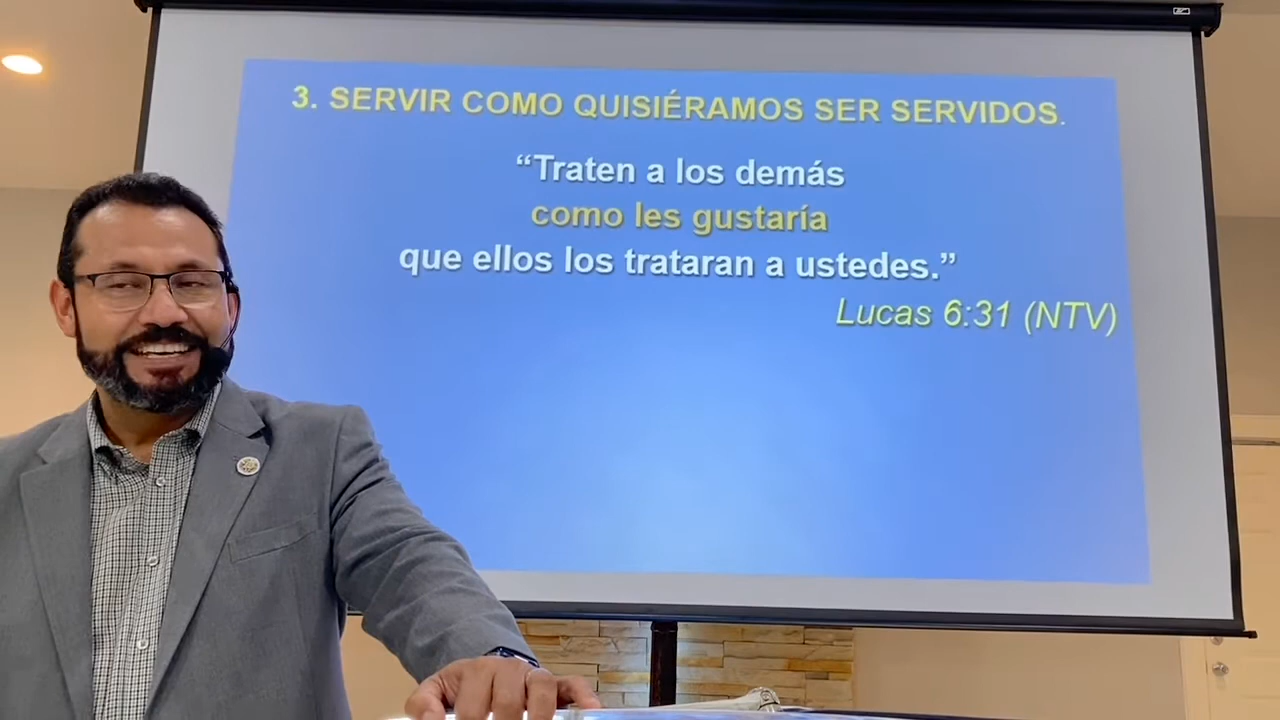 3. SERVIR COMO QUISIÉRAMOS SER SERVIDOS.
“Traten a los demás
como les gustaría
que ellos los trataran a ustedes.”
Lucas 6:31 (NTV)